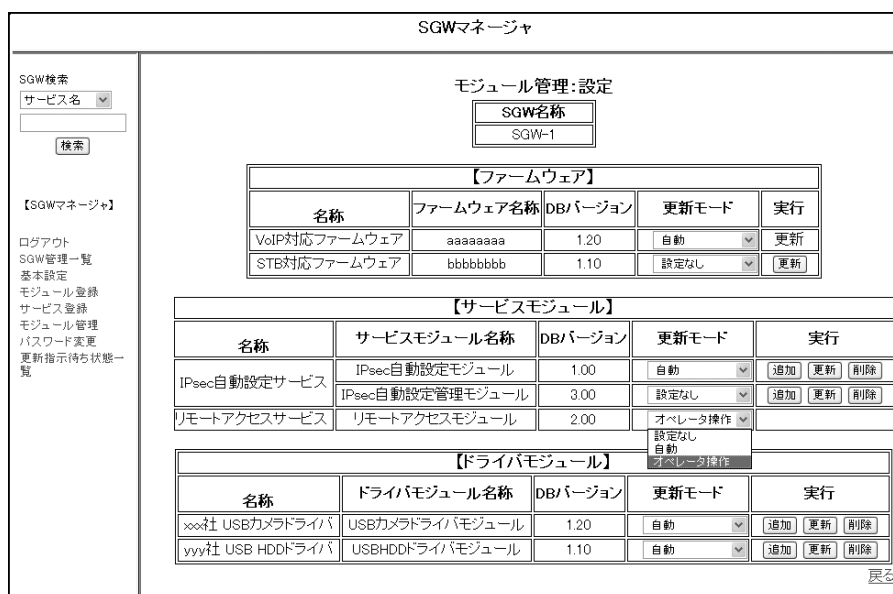 SGWマネージャ
SGW検索
サービス名
検索
【SGWマネージャ】
ログアウト
SGW管理一覧
基本設定
モジュール登録
サービス登録
モジュール管理
パスワード変更
更新指示待ち状態一
覧
モジュール管理:設定
SGW名称
SGW-1
【ファームウェア】
名称 ファームウェア名称 DBバージョン 更新モード 実行
VoIP対応ファームウェア aaaaaaaa 1.20 自動 更新
STB対応ファームウェア bbbbbbbb 1.10 設定なし 更新
【サービスモジュール】
名称 サービスモジュール名称 DBバージョン 更新モード 実行
IPsec自動設定サービス IPsec自動設定モジュール 1.00 自動 追加 更新 削除
IPsec自動設定管理モジュール 3.00 設定なし 追加 更新 削除
リモートアクセスサービス リモートアクセスモジュール 2.00 オペレータ操作
設定なし
自動
オペレータ操作
【ドライバモジュール】
名称 ドライバモジュール名称 DBバージョン 更新モード 実行
xxx社 USBカメラドライバ USBカメラドライバモジュール 1.20 自動 追加 更新 削除
yyy社 USB HDDドライバ USBHDDドライバモジュール 1.10 自動 追加 更新 削除
戻る